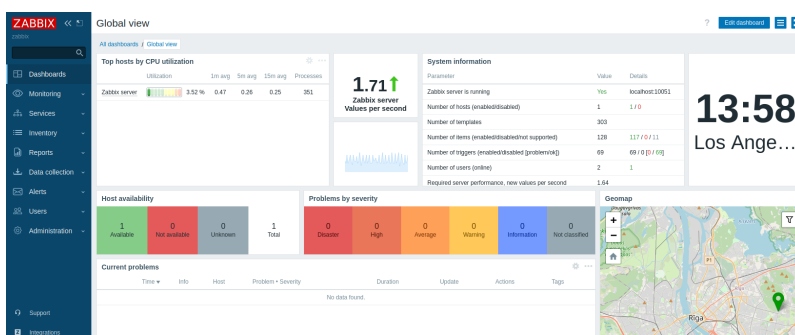 ZABBIX
zabbix
Dashboards
Monitoring
Services
Inventory
Reports
Data collection
Alerts
Users
Administration
Support
Integrations
Global view
? Edit dashboard
All dashboards / Global view
Top hosts by CPU utilization
Utilization 1m avg 5m avg 15m avg Processes
Zabbix server 3.52 % 0.47 0.26 0.25 351
1.71
Zabbix server
Values per second
System information
Parameter Value Details
Zabbix server is running Yes localhost:10051
Number of hosts (enabled/disabled) 1 1 / 0
Number of templates 303
Number of items (enabled/disabled/not supported) 128 117 / 0 / 11
Number of triggers (enabled/disabled [problem/ok]) 69 69 / 0 [0 / 69]
Number of users (online) 2 1
Required server performance, new values per second 1.64
13:58
Los Ange...
Host availability
1 0 0 1
Available Not available Unknown Total
Problems by severity
0 0 0 0 0 0
Disaster High Average Warning Information Not classified
Geomap
+
−
P1
Rīga
Current problems
Time Info Host Problem • Severity Duration Update Actions Tags
No data found.